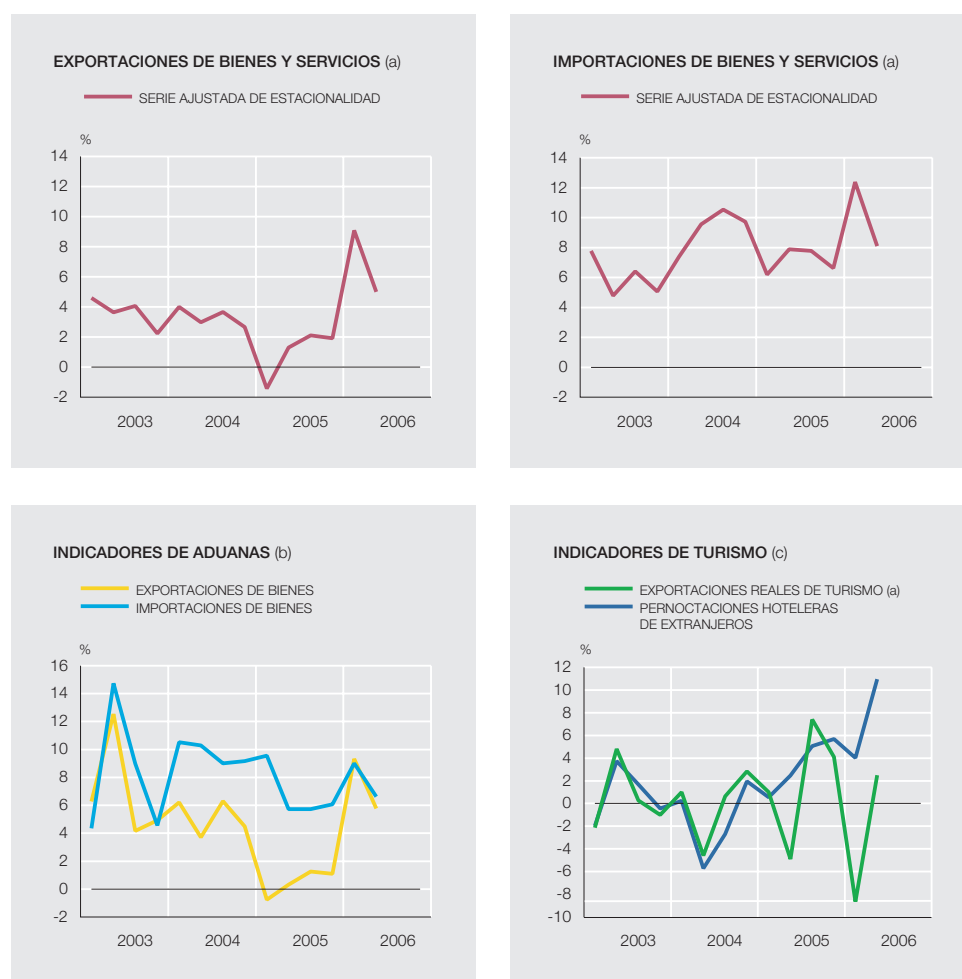 EXPORTACIONES DE BIENES Y SERVICIOS (a)
SERIE AJUSTADA DE ESTACIONALIDAD
%
14
12
10
8
6
4
2
0
-2
2003 2004 2005 2006
IMPORTACIONES DE BIENES Y SERVICIOS (a)
SERIE AJUSTADA DE ESTACIONALIDAD
%
14
12
10
8
6
4
2
0
-2
2003 2004 2005 2006
INDICADORES DE ADUANAS (b)
EXPORTACIONES DE BIENES
IMPORTACIONES DE BIENES
%
16
14
12
10
8
6
4
2
0
-2
2003 2004 2005 2006
INDICADORES DE TURISMO (c)
EXPORTACIONES REALES DE TURISMO (a)
PERNOCTACIONES HOTELERAS
DE EXTRANJEROS
%
12
10
8
6
4
2
0
-2
-4
-6
-8
-10
2003 2004 2005 2006